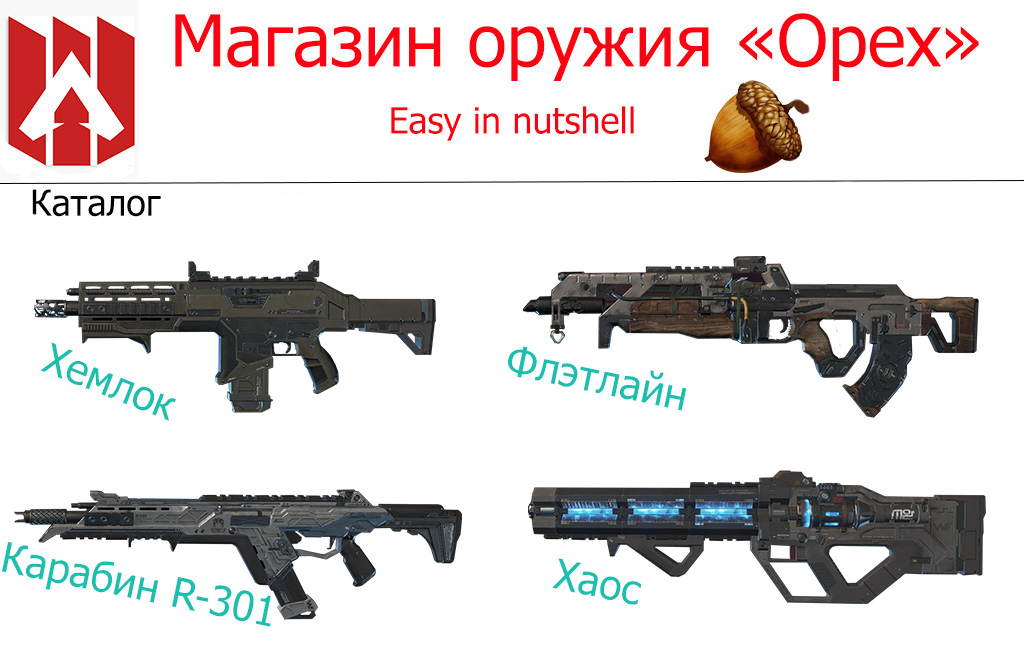 Магазин оружия «Орех»
Easy in nutshell
Каталог
Хемлок
Флэтлайн
Карабин R-301
Хаос